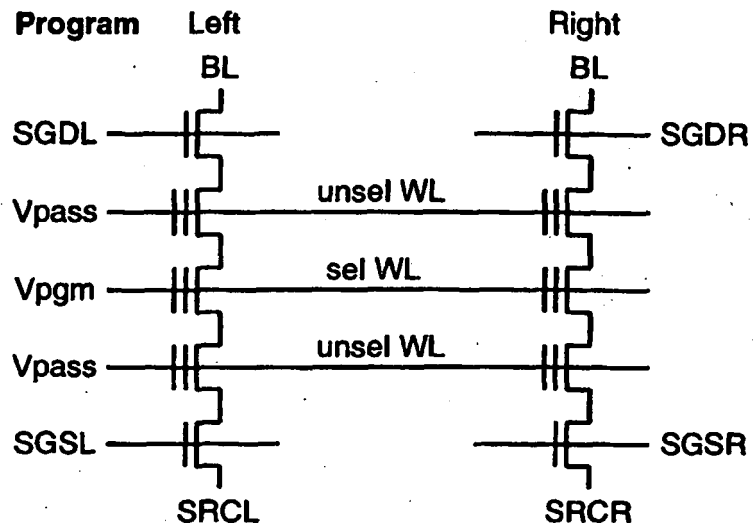 Program Left Right
BL BL
SGDL SGDR
unsel WL
Vpass
sel WL
Vpgm
unsel WL
Vpass
SGSL SGSR
SRCL SRCR